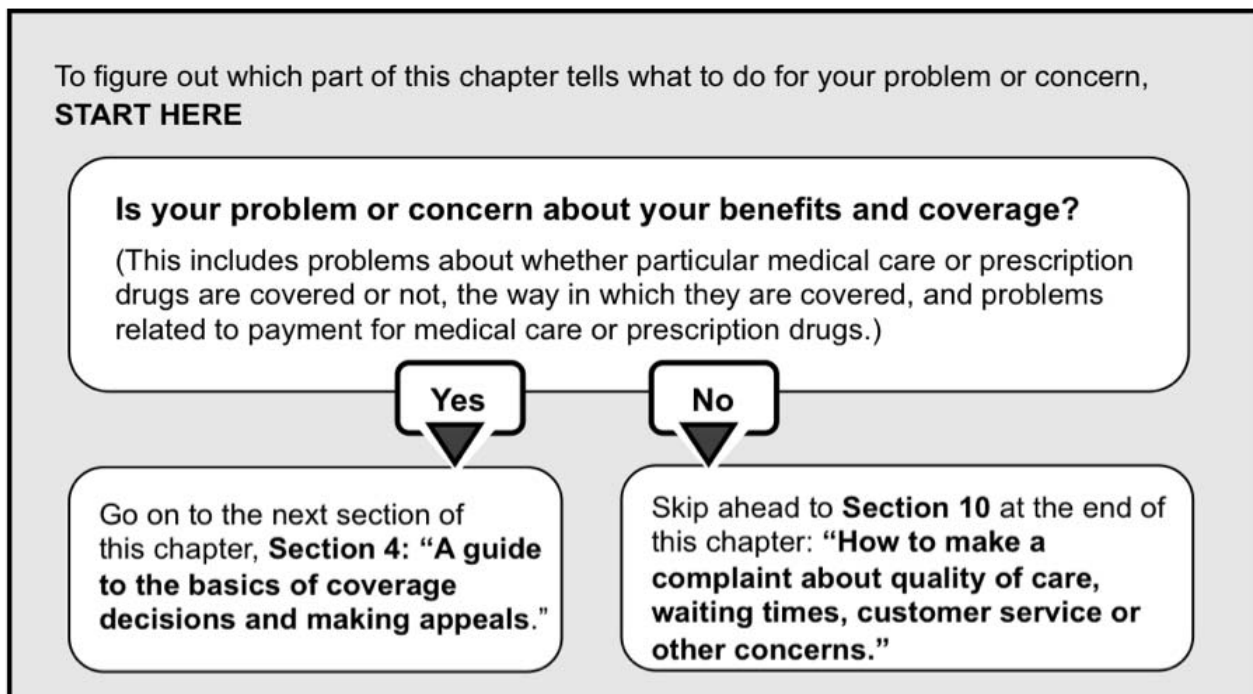 To figure out which part of this chapter tells what to do for your problem or concern,
START HERE
Is your problem or concern about your benefits and coverage?
(This includes problems about whether particular medical care or prescription
drugs are covered or not, the way in which they are covered, and problems
related to payment for medical care or prescription drugs.)
Yes
No
Go on to the next section of
this chapter, Section 4: “A guide
to the basics of coverage
decisions and making appeals.”
Skip ahead to Section 10 at the end of
this chapter: “How to make a
complaint about quality of care,
waiting times, customer service or
other concerns.”